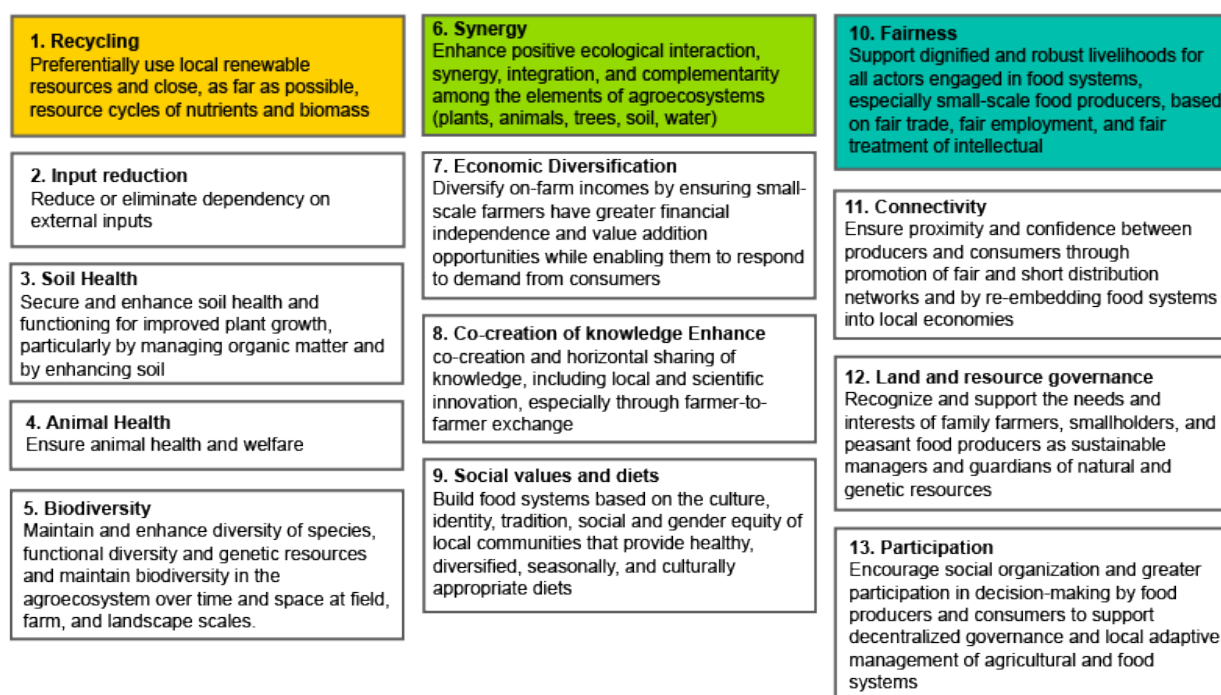 1. Recycling
Preferentially use local renewable
resources and close, as far as possible,
resource cycles of nutrients and biomass
2. Input reduction
Reduce or eliminate dependency on
external inputs
3. Soil Health
Secure and enhance soil health and
functioning for improved plant growth,
particularly by managing organic matter and
by enhancing soil
4. Animal Health
Ensure animal health and welfare
5. Biodiversity
Maintain and enhance diversity of species,
functional diversity and genetic resources
and maintain biodiversity in the
agroecosystem over time and space at field,
farm, and landscape scales.
6. Synergy
Enhance positive ecological interaction,
synergy, integration, and complementarity
among the elements of agroecosystems
(plants, animals, trees, soil, water)
7. Economic Diversification
Diversify on-farm incomes by ensuring small-
scale farmers have greater financial
independence and value addition
opportunities while enabling them to respond
to demand from consumers
8. Co-creation of knowledge Enhance
co-creation and horizontal sharing of
knowledge, including local and scientific
innovation, especially through farmer-to-
farmer exchange
9. Social values and diets
Build food systems based on the culture,
identity, tradition, social and gender equity of
local communities that provide healthy,
diversified, seasonally, and culturally
appropriate diets
10. Fairness
Support dignified and robust livelihoods for
all actors engaged in food systems,
especially small-scale food producers, based
on fair trade, fair employment, and fair
treatment of intellectual
11. Connectivity
Ensure proximity and confidence between
producers and consumers through
promotion of fair and short distribution
networks and by re-embedding food systems
into local economies
12. Land and resource governance
Recognize and support the needs and
interests of family farmers, smallholders, and
peasant food producers as sustainable
managers and guardians of natural and
genetic resources
13. Participation
Encourage social organization and greater
participation in decision-making by food
producers and consumers to support
decentralized governance and local adaptive
management of agricultural and food
systems